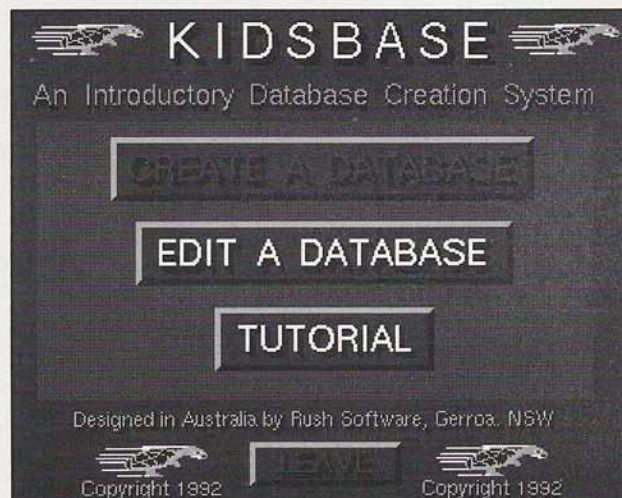 KIDSBASE
An Introductory Database Creation System
CREATE A DATABASE
EDIT A DATABASE
TUTORIAL
Designed in Australia by Rush Software, Gerroa. NSW
LEAVE
Copyright 1992 Copyright 1992